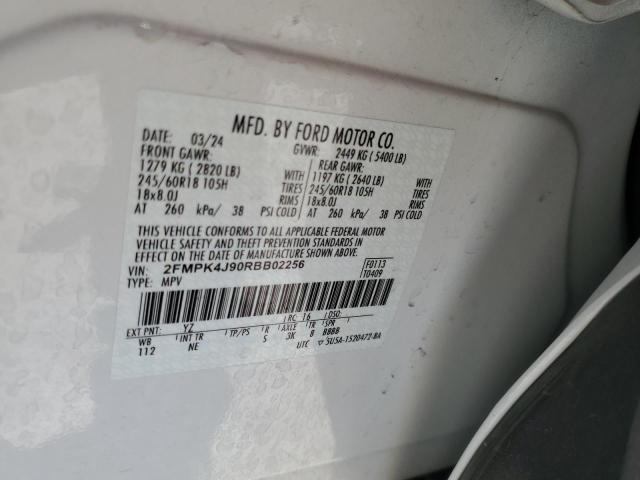 MFD. BY FORD MOTOR CO.
DATE: 03/24 GVWR: 2449 KG ( 5400 LB)
FRONT GAWR: REAR GAWR:
1279 KG ( 2820 LB) WITH 1197 KG ( 2640 LB) WITH
245/60R18 105H TIRES 245/60R18 105H TIRES
18x8.0J RIMS 18x8.0J RIMS
AT 260 kPa/ 38 PSI COLD AT 260 kPa/ 38 PSI COLD
THIS VEHICLE CONFORMS TO ALL APPLICABLE FEDERAL MOTOR
VEHICLE SAFETY AND THEFT PREVENTION STANDARDS IN
EFFECT ON THE DATE OF MANUFACTURE SHOWN ABOVE.
VIN: 2FMPK4J90RBB02256 F0113
TYPE: MPV T0409
EXT PNT: YZ RC: 16 DSO:
WB INT TR TP/PS R AXLE TR SPR
112 NE S 3K 8 BBBB
UTC 5U5A-1520472-BA